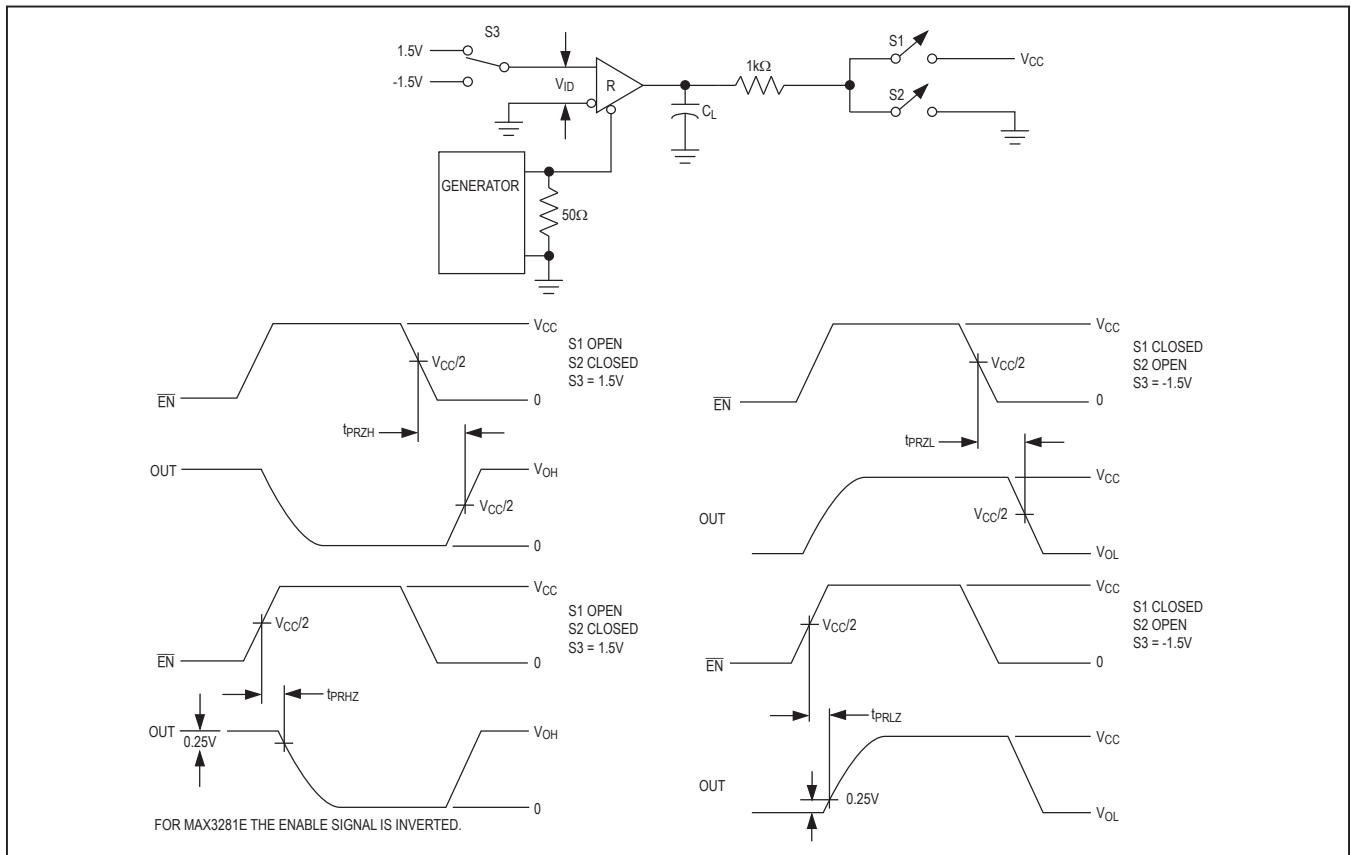 S3
1.5V
-1.5V
VID
R
CL
1kΩ
S1
VCC
S2
GENERATOR
50Ω
EN
VCC
VCC/2
0
S1 OPEN
S2 CLOSED
S3 = 1.5V
tPRZH
OUT
VOH
VCC/2
0
EN
VCC
VCC/2
0
S1 CLOSED
S2 OPEN
S3 = -1.5V
tPRZL
OUT
VCC
VCC/2
VOL
EN
VCC
VCC/2
0
S1 OPEN
S2 CLOSED
S3 = 1.5V
tPRHZ
OUT
0.25V
VOH
0
EN
VCC
VCC/2
0
S1 CLOSED
S2 OPEN
S3 = -1.5V
tPRLZ
OUT
VCC
0.25V
VOL
FOR MAX3281E THE ENABLE SIGNAL IS INVERTED.